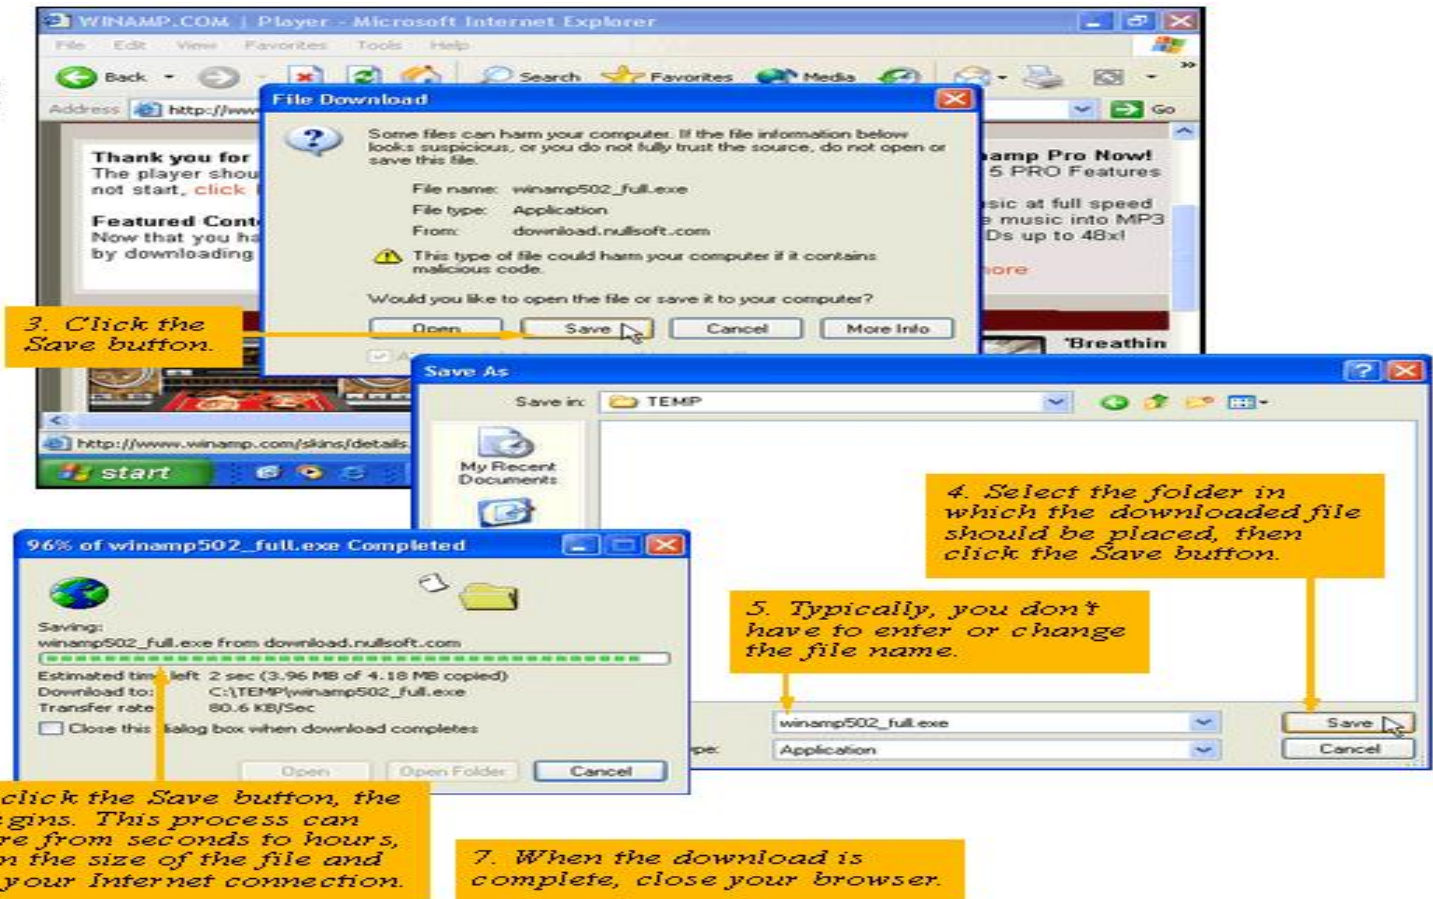 WINAMP.COM | Player - Microsoft Internet Explorer
File Edit View Favorites Tools Help
Back Search Favorites Media
Address http://www Go
File Download
Some files can harm your computer. If the file information below
looks suspicious, or you do not fully trust the source, do not open or
save this file.
File name: winamp502_full.exe
File type: Application
From: download.nullsoft.com
This type of file could harm your computer if it contains
malicious code.
Would you like to open the file or save it to your computer?
Open Save Cancel More Info
Thank you for
The player shou
not start, click
Featured Cont
Now that you ha
by downloading
amp Pro Now!
5 PRO Features
sic at full speed
e music into MP3
Ds up to 48x!
ore
"Breathin
3. Click the
Save button.
http://www.winamp.com/skins/details
start
Save As
Save in: TEMP
My Recent
Documents
4. Select the folder in
which the downloaded file
should be placed, then
click the Save button.
5. Typically, you don't
have to enter or change
the file name.
winamp502_full.exe Save
pe: Application Cancel
96% of winamp502_full.exe Completed
Saving:
winamp502_full.exe from download.nullsoft.com
Estimated time left 2 sec (3.96 MB of 4.18 MB copied)
Download to: C:\TEMP\winamp502_full.exe
Transfer rate 80.6 KB/Sec
Close this dialog box when download completes
Open Open Folder Cancel
click the Save button, the
egins. This process can
re from seconds to hours,
n the size of the file and
your Internet connection.
7. When the download is
complete, close your browser.